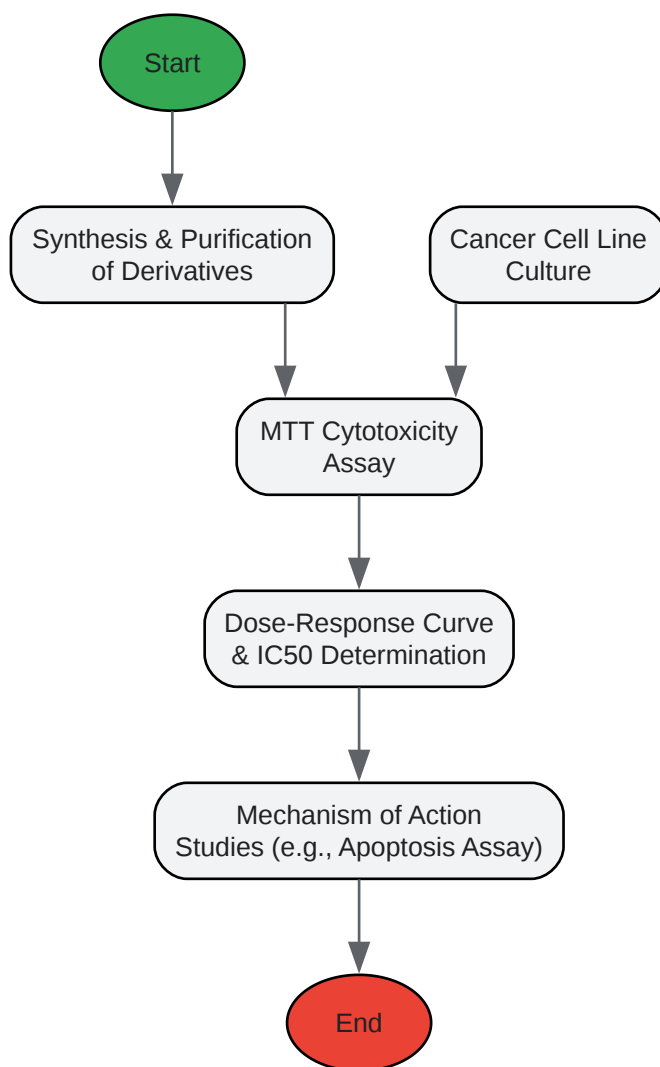 Start
Synthesis & Purification
of Derivatives
Cancer Cell Line
Culture
MTT Cytotoxicity
Assay
Dose-Response Curve
& IC50 Determination
Mechanism of Action
Studies (e.g., Apoptosis Assay)
End